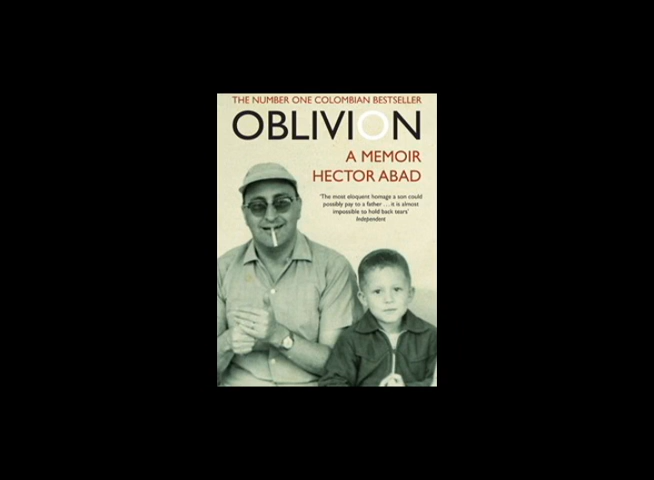 THE NUMBER ONE COLOMBIAN BESTSELLER
OBLIVION
A MEMOIR
HECTOR ABAD
'The most eloquent homage a son could
possibly pay to a father . . . it is almost
impossible to hold back tears'
Independent